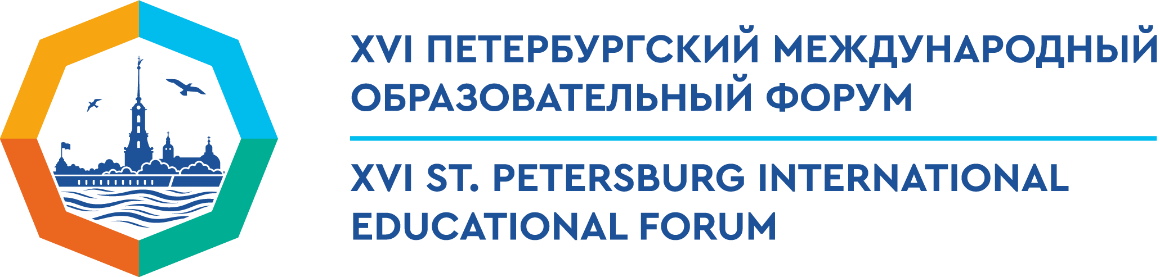 XVI ПЕТЕРБУРГСКИЙ МЕЖДУНАРОДНЫЙ
ОБРАЗОВАТЕЛЬНЫЙ ФОРУМ
XVI ST. PETERSBURG INTERNATIONAL
EDUCATIONAL FORUM